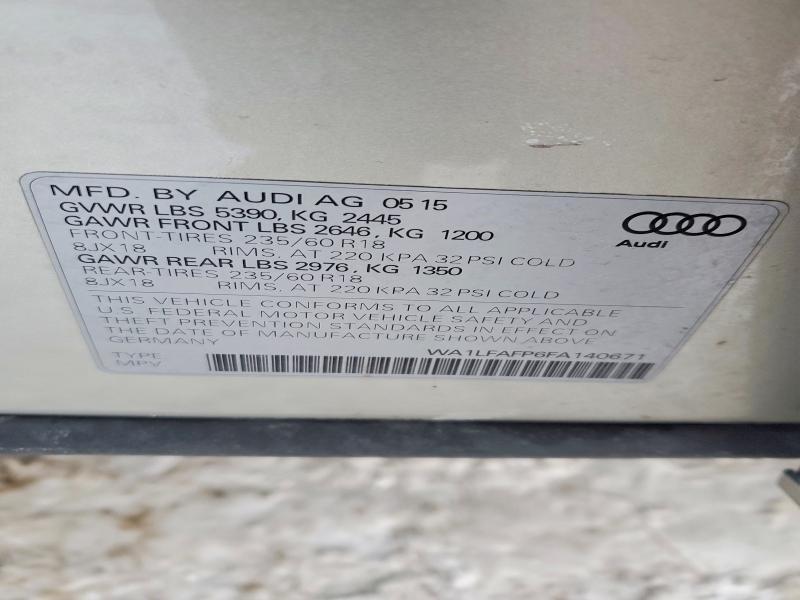 MFD. BY AUDI AG 05 15
GVWR LBS 5390, KG 2445
GAWR FRONT LBS 2646, KG 1200
FRONT-TIRES 235/60 R18
8JX18 RIMS, AT 220 KPA 32 PSI COLD
GAWR REAR LBS 2976, KG 1350
REAR-TIRES 235/60 R18
8JX18 RIMS, AT 220 KPA 32 PSI COLD
THIS VEHICLE CONFORMS TO ALL APPLICABLE
U.S. FEDERAL MOTOR VEHICLE SAFETY AND
THEFT PREVENTION STANDARDS IN EFFECT ON
THE DATE OF MANUFACTURE SHOWN ABOVE
GERMANY
TYPE WA1LFAFP6FA140671
MPV
Audi